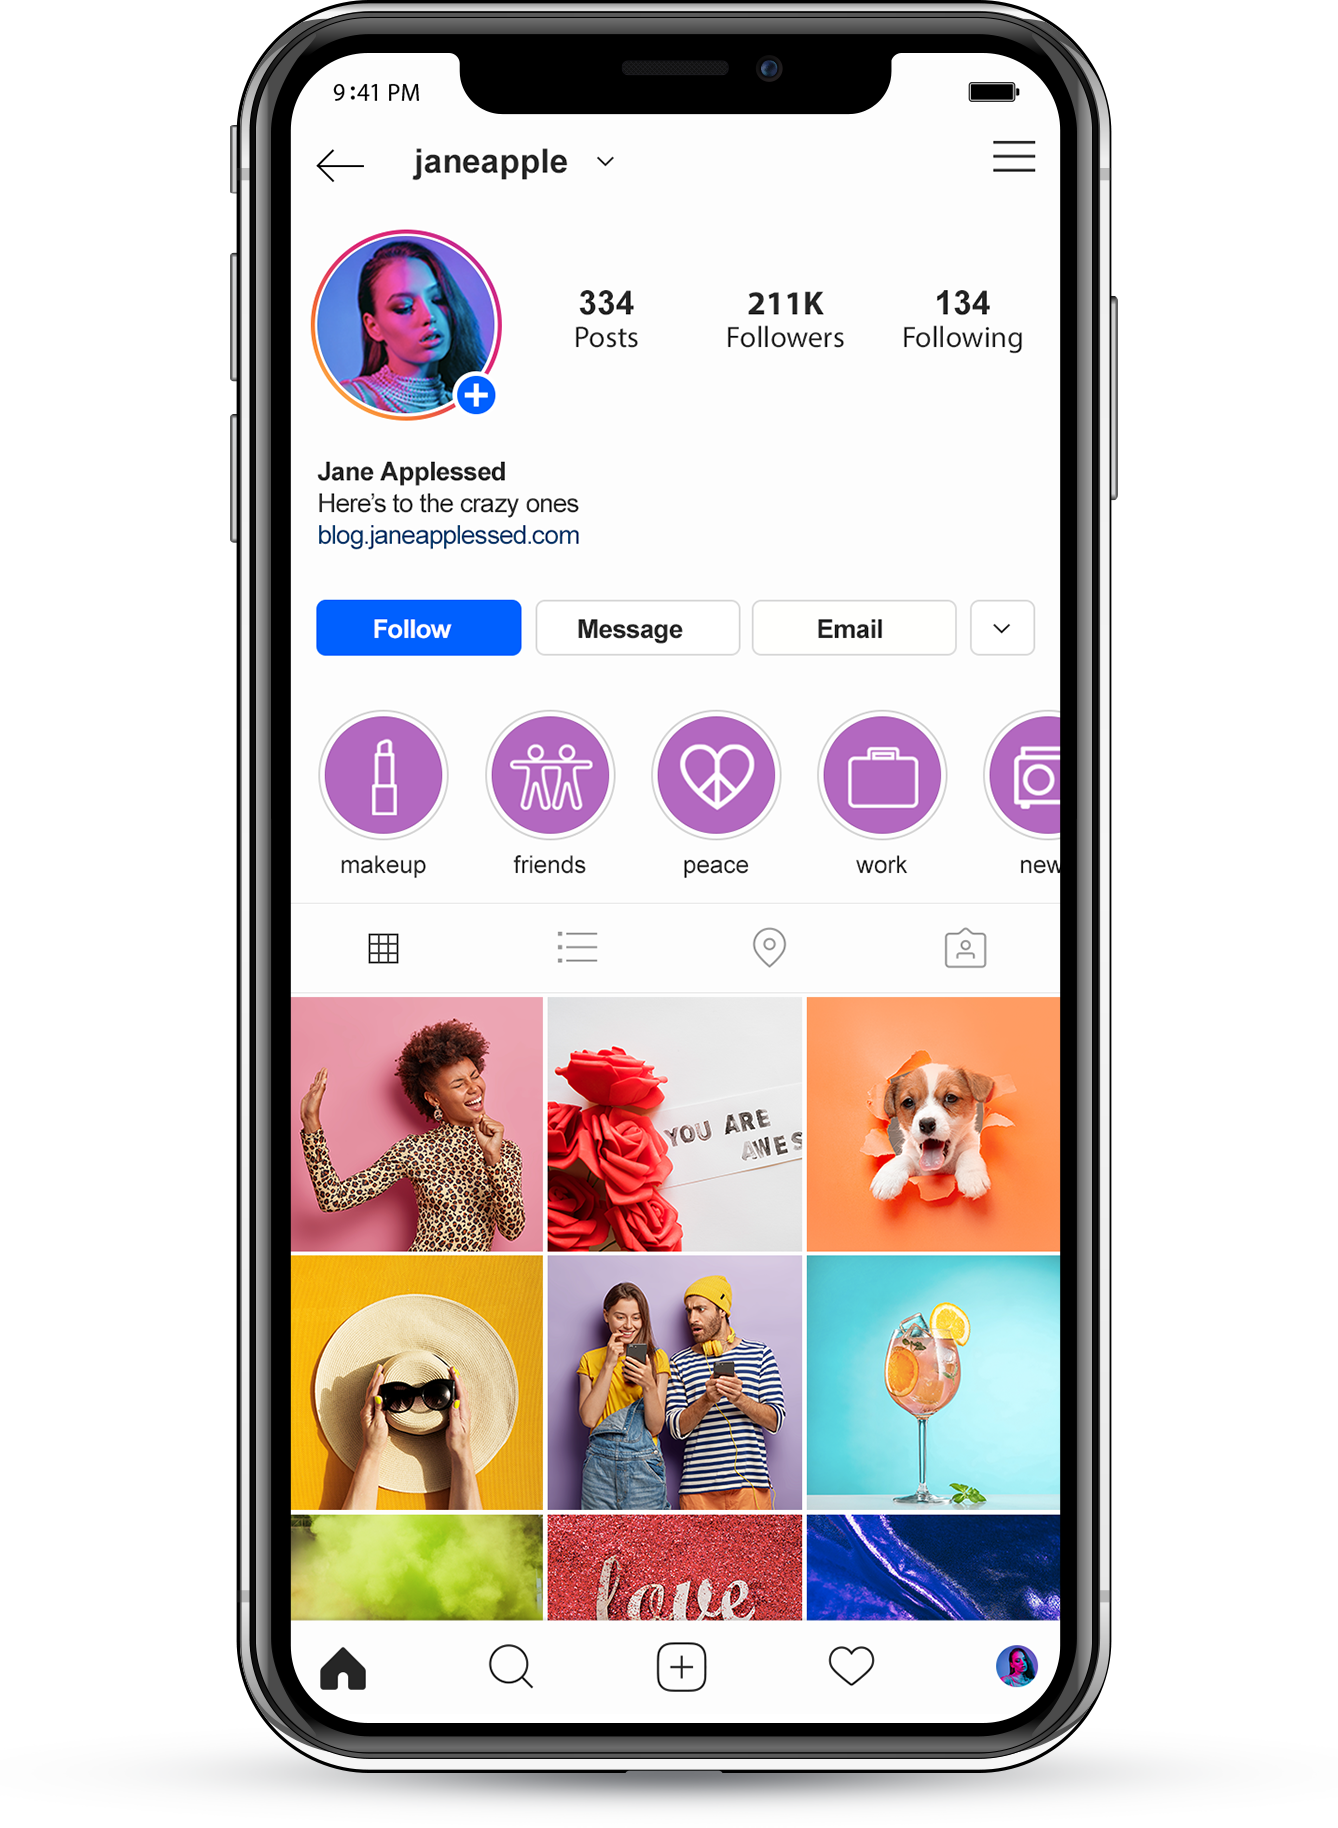 9:41 PM
janeapple
334 211K 134
Posts Followers Following
Jane Applessed
Here's to the crazy ones
blog.janeapplessed.com
Follow Message Email
makeup friends peace work new
YOU ARE
AWES
love